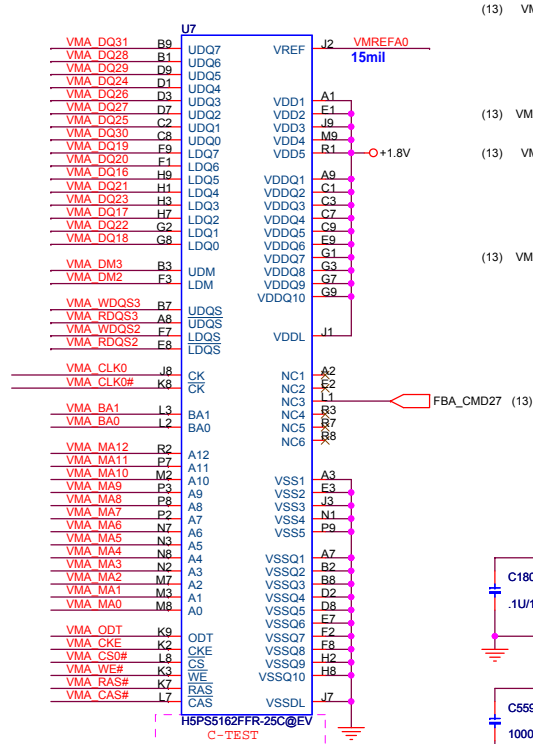 (13) VM
U7
VMA_DQ31 B9 UDQ7 VREF J2 VMREFA0
VMA_DQ28 B1 UDQ6 15mil
VMA_DQ29 D9 UDQ5
VMA_DQ24 D1 UDQ4
VMA_DQ26 D3 UDQ3 VDD1 A1
VMA_DQ27 D7 UDQ2 VDD2 E1 (13) VM
VMA_DQ25 C2 UDQ1 VDD3 J9
VMA_DQ30 C8 UDQ0 VDD4 M9
VMA_DQ19 F9 LDQ7 VDD5 R1 +1.8V (13) VM
VMA_DQ20 F1 LDQ6
VMA_DQ16 H9 LDQ5 VDDQ1 A9
VMA_DQ21 H1 LDQ4 VDDQ2 C1
VMA_DQ23 H3 LDQ3 VDDQ3 C3
VMA_DQ17 H7 LDQ2 VDDQ4 C7
VMA_DQ22 G2 LDQ1 VDDQ5 C9
VMA_DQ18 G8 LDQ0 VDDQ6 E9
VDDQ7 G1 (13) VM
VMA_DM3 B3 UDM VDDQ8 G3
VMA_DM2 F3 LDM VDDQ9 G7
VDDQ10 G9
VMA_WDQS3 B7 UDQS
VMA_RDQS3 A8 UDQS
VMA_WDQS2 F7 LDQS VDDL J1
VMA_RDQS2 E8 LDQS
VMA_CLK0 J8 CK NC1 A2
VMA_CLK0# K8 CK NC2 E2
NC3 L1 FBA_CMD27 (13)
VMA_BA1 L3 BA1 NC4 R3
VMA_BA0 L2 BA0 NC5 R7
NC6 R8
VMA_MA12 R2 A12
VMA_MA11 P7 A11
VMA_MA10 M2 A10 VSS1 A3
VMA_MA9 P3 A9 VSS2 E3
VMA_MA8 P8 A8 VSS3 J3
VMA_MA7 P2 A7 VSS4 N1
VMA_MA6 N7 A6 VSS5 P9
VMA_MA5 N3 A5
VMA_MA4 N8 A4 VSSQ1 A7
VMA_MA3 N2 A3 VSSQ2 B2
VMA_MA2 M7 A2 VSSQ3 B8
VMA_MA1 M3 A1 VSSQ4 D2
VMA_MA0 M8 A0 VSSQ5 D8
VSSQ6 E7
VMA_ODT K9 ODT VSSQ7 F2
VMA_CKE K2 CKE VSSQ8 F8
VMA_CS0# L8 CS VSSQ9 H2
VMA_WE# K3 WE VSSQ10 H8
VMA_RAS# K7 RAS
VMA_CAS# L7 CAS VSSDL J7
H5PS5162FFR-25C@EV
C-TEST
C180
.1U/1
C559
1000